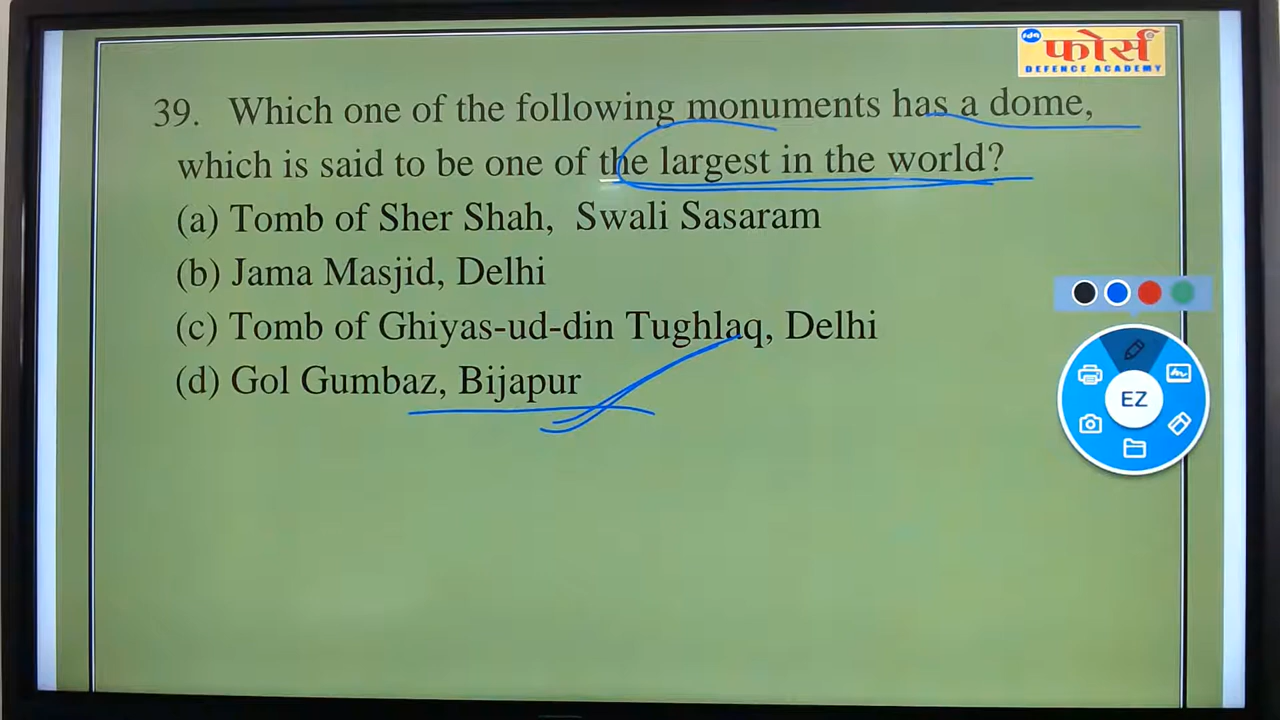 फोर्स
DEFENCE ACADEMY
39. Which one of the following monuments has a dome,
which is said to be one of the largest in the world?
(a) Tomb of Sher Shah, Swali Sasaram
(b) Jama Masjid, Delhi
(c) Tomb of Ghiyas-ud-din Tughlaq, Delhi
(d) Gol Gumbaz, Bijapur
EZ